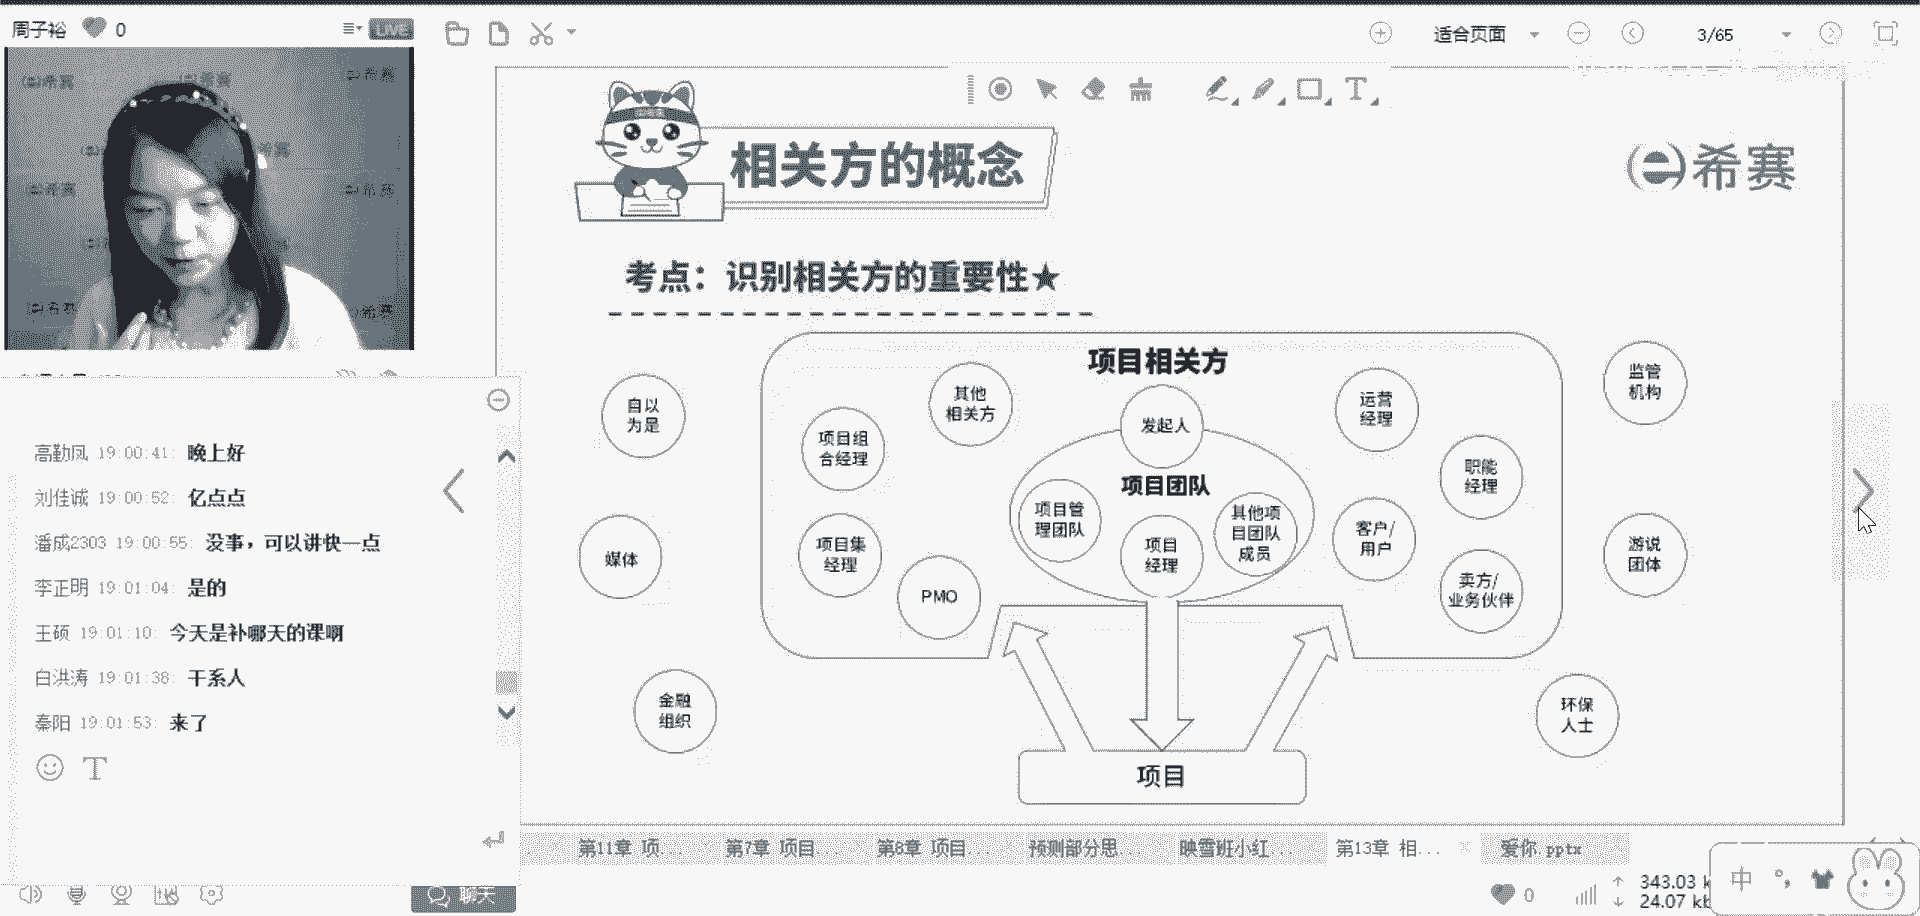 周子裕 0
LIVE
适合页面
3/65
希赛
相关方的概念
希赛
考点：识别相关方的重要性★
项目相关方
自以
为是
媒体
金融
组织
项目组
合经理
其他
相关方
发起人
运营
经理
职能
经理
项目集
经理
PMO
项目团队
项目管
理团队
项目
经理
其他项
目团队
成员
客户/
用户
卖方/
业务伙伴
监管
机构
游说
团体
环保
人士
项目
高勤凤 19:00:41: 晚上好
刘佳诚 19:00:52: 亿点点
潘成2303 19:00:55: 没事，可以讲快一点
李正明 19:01:04: 是的
王硕 19:01:10: 今天是补哪天的课啊
白洪涛 19:01:38: 干系人
秦阳 19:01:53: 来了
第11章 项...
第7章 项目...
第8章 项目...
预测部分思...
映雪班小红...
第13章 相...
爱你.pptx
聊天
0
343.03 k
24.07 kb
中